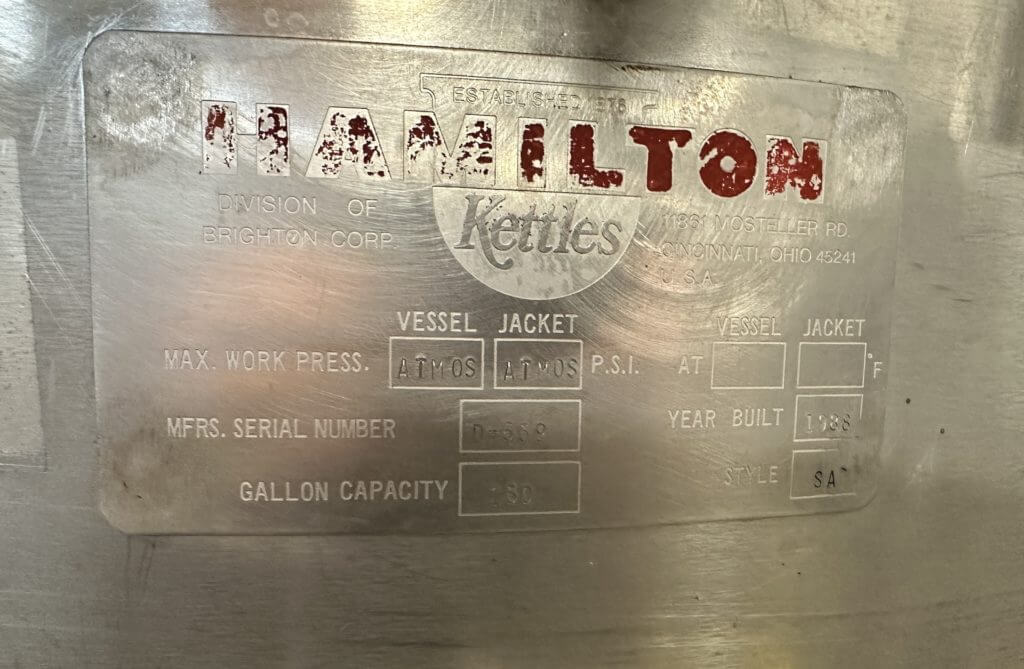 ESTABLISHED 1876
HAMILTON
Kettles
DIVISION OF
BRIGHTON CORP.
11861 MOSTELLER RD.
CINCINNATI, OHIO 45241
U.S.A.
VESSEL JACKET VESSEL JACKET
MAX. WORK PRESS. ATMOS ATMOS P.S.I. AT °F
MFRS. SERIAL NUMBER YEAR BUILT
GALLON CAPACITY STYLE SA